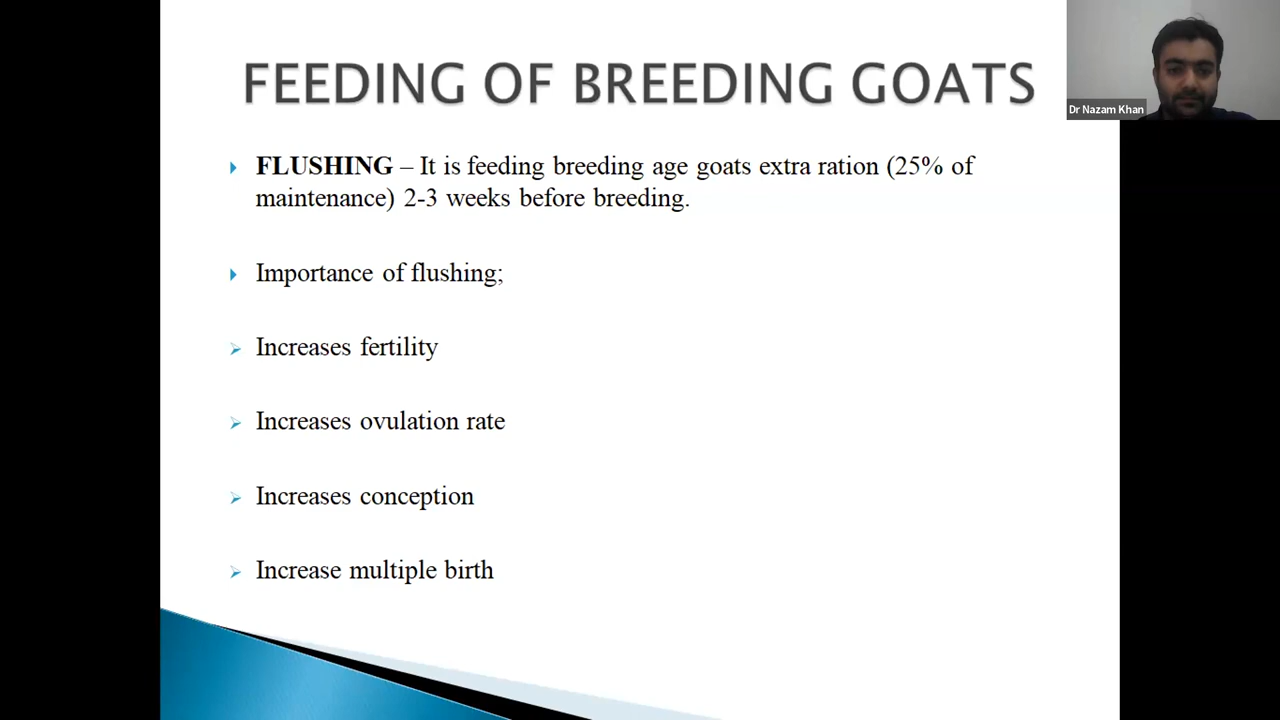 FEEDING OF BREEDING GOATS
Dr Nazam Khan
FLUSHING – It is feeding breeding age goats extra ration (25% of
maintenance) 2-3 weeks before breeding.
Importance of flushing;
Increases fertility
Increases ovulation rate
Increases conception
Increase multiple birth